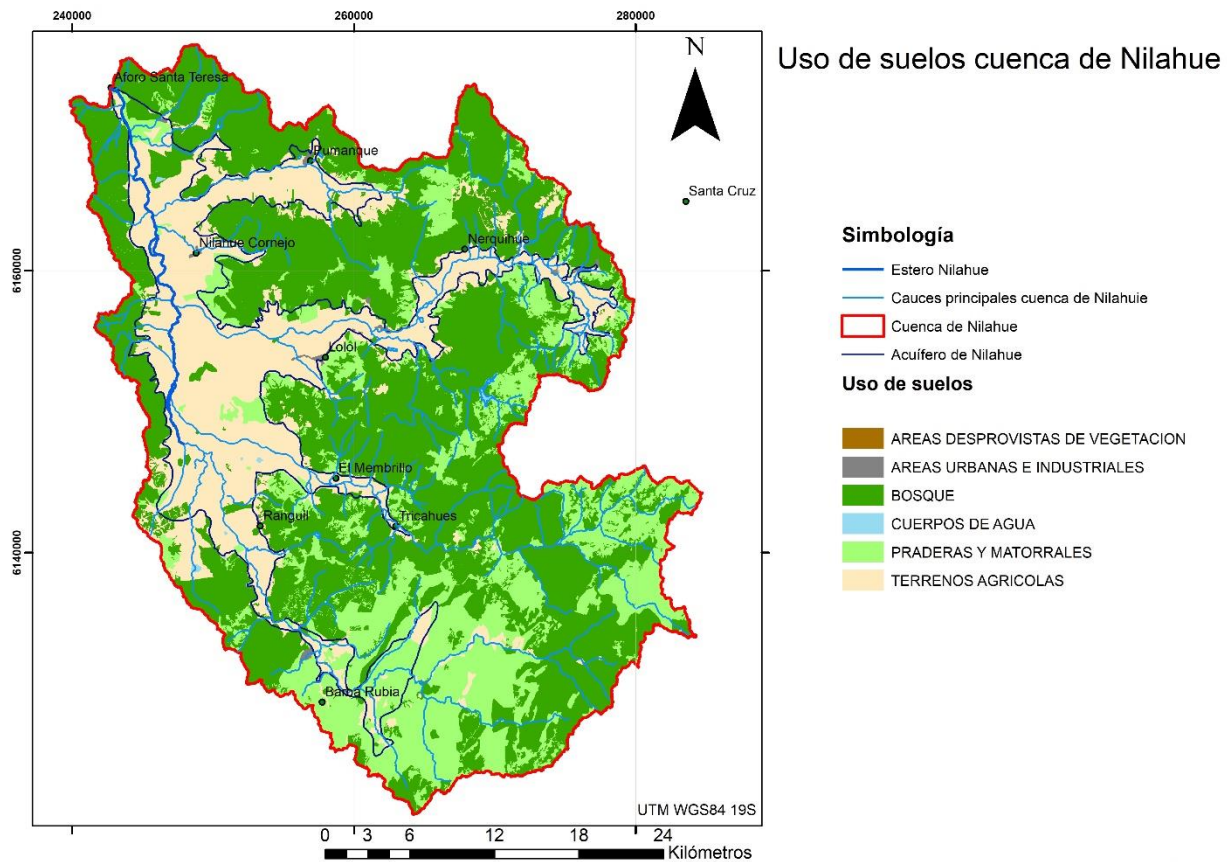 240000
260000
280000
N
Uso de suelos cuenca de Nilahue
Aforo Santa Teresa
Pumanque
Santa Cruz
Nilahue Cornejo
Nerquihue
6160000
Lolol
El Membrillo
Ranguil
Tricahues
6140000
Barba Rubia
UTM WGS84 19S
0 3 6 12 18 24
Kilómetros
Simbología
Estero Nilahue
Cauces principales cuenca de Nilahuie
Cuenca de Nilahue
Acuífero de Nilahue
Uso de suelos
AREAS DESPROVISTAS DE VEGETACION
AREAS URBANAS E INDUSTRIALES
BOSQUE
CUERPOS DE AGUA
PRADERAS Y MATORRALES
TERRENOS AGRICOLAS